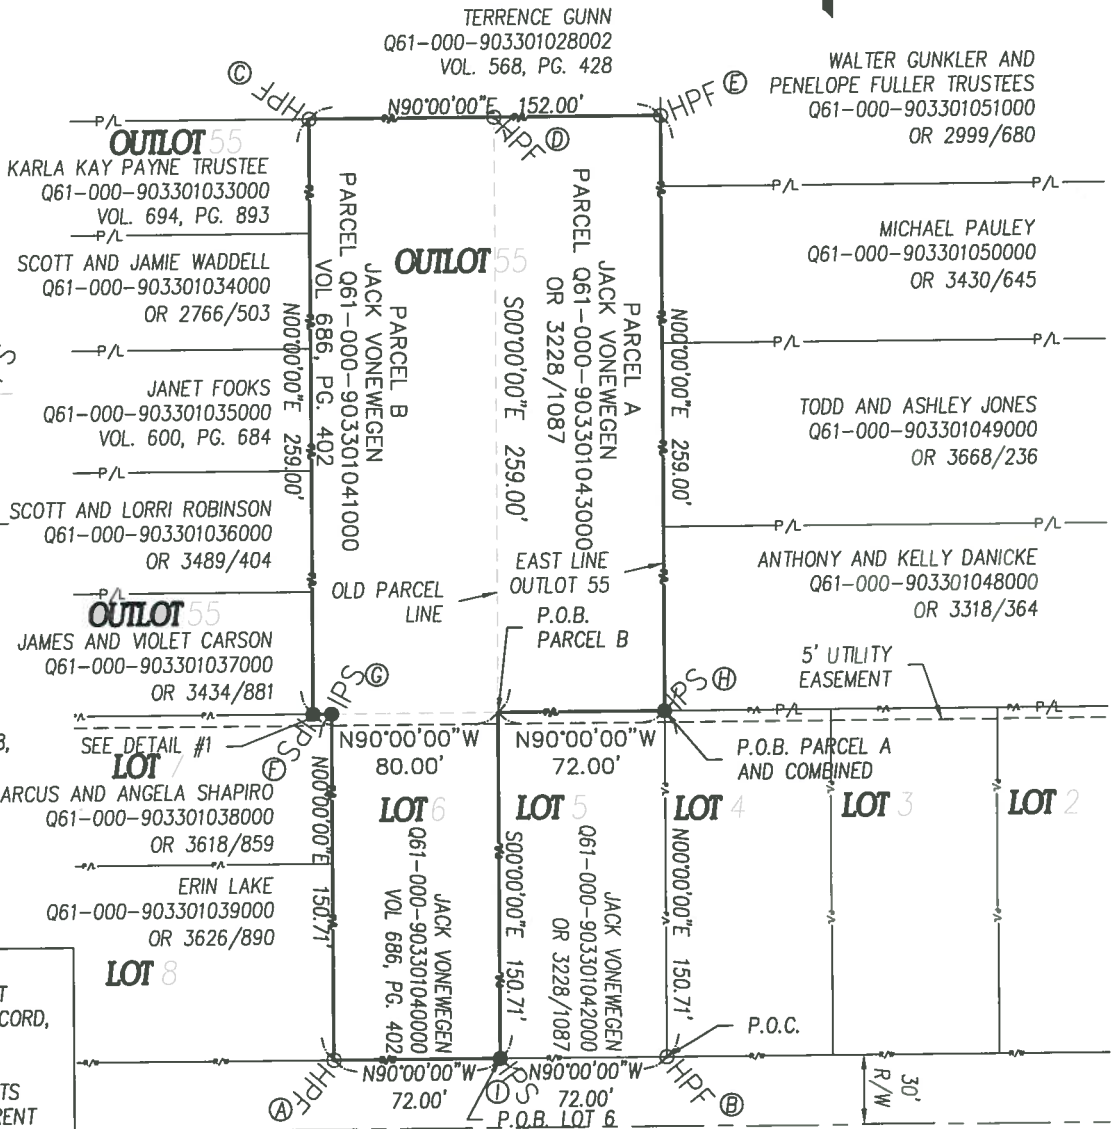 TERRENCE GUNN
Q61-000-903301028002
VOL. 568, PG. 428
WALTER GUNKLER AND
PENELOPE FULLER TRUSTEES
Q61-000-903301051000
OR 2999/680
C
HPF
N90°00'00"E 152.00'
HPF
D
HPF
E
P/L
OUTLOT 55
KARLA KAY PAYNE TRUSTEE
Q61-000-903301033000
VOL. 694, PG. 893
P/L
P/L
P/L
SCOTT AND JAMIE WADDELL
Q61-000-903301034000
OR 2766/503
P/L
MICHAEL PAULEY
Q61-000-903301050000
OR 3430/645
P/L
P/L
OUTLOT 55
PARCEL B
JACK VONEWEGEN
PARCEL Q61-000-903301041000
VOL 686, PG. 402
N00°00'00"E 259.00'
PARCEL A
JACK VONEWEGEN
PARCEL Q61-000-903301043000
OR 3228/1087
S00°00'00"E 259.00'
N00°00'00"E 259.00'
JANET FOOKS
Q61-000-903301035000
VOL. 600, PG. 684
P/L
TODD AND ASHLEY JONES
Q61-000-903301049000
OR 3668/236
P/L
P/L
SCOTT AND LORRI ROBINSON
Q61-000-903301036000
OR 3489/404
P/L
EAST LINE
OUTLOT 55
OLD PARCEL
LINE
P.O.B.
PARCEL B
ANTHONY AND KELLY DANICKE
Q61-000-903301048000
OR 3318/364
OUTLOT 55
JAMES AND VIOLET CARSON
Q61-000-903301037000
OR 3434/881
5' UTILITY
EASEMENT
IPS
G
IPS
H
P/L
P/L
SEE DETAIL #1
IPS
F
N90°00'00"W
80.00'
N90°00'00"W
72.00'
P.O.B. PARCEL A
AND COMBINED
LOT 7
ARCUS AND ANGELA SHAPIRO
Q61-000-903301038000
OR 3618/859
LOT 6
LOT 5
LOT 4
LOT 3
LOT 2
N00°00'00"E 150.71'
JACK VONEWEGEN
Q61-000-903301040000
VOL 686, PG. 402
S00°00'00"E 150.71'
JACK VONEWEGEN
Q61-000-903301042000
OR 3228/1087
N00°00'00"E 150.71'
ERIN LAKE
Q61-000-903301039000
OR 3626/890
LOT 8
P.O.C.
CORD,
TS
RENT
HPF
A
N90°00'00"W
72.00'
IPS
I
N90°00'00"W
72.00'
HPF
B
P.O.B. LOT 6
30'
R/W